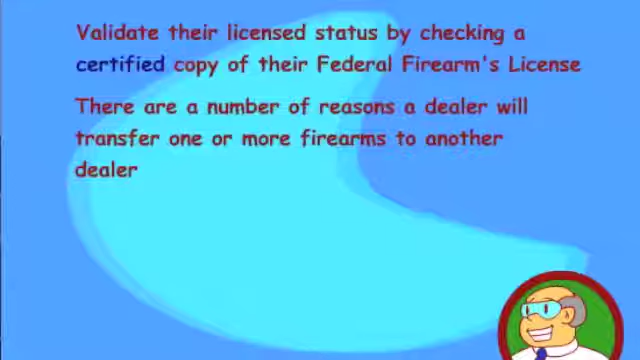 Validate their licensed status by checking a
certified copy of their Federal Firearm's License
There are a number of reasons a dealer will
transfer one or more firearms to another
dealer